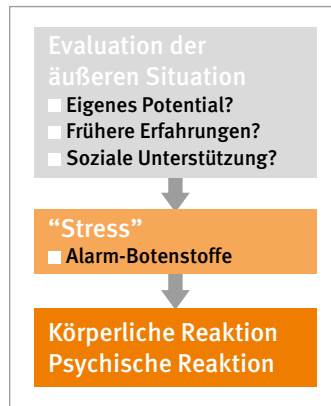 Evaluation der
äußeren Situation
Eigenes Potential?
Frühere Erfahrungen?
Soziale Unterstützung?
“Stress”
Alarm-Botenstoffe
Körperliche Reaktion
Psychische Reaktion